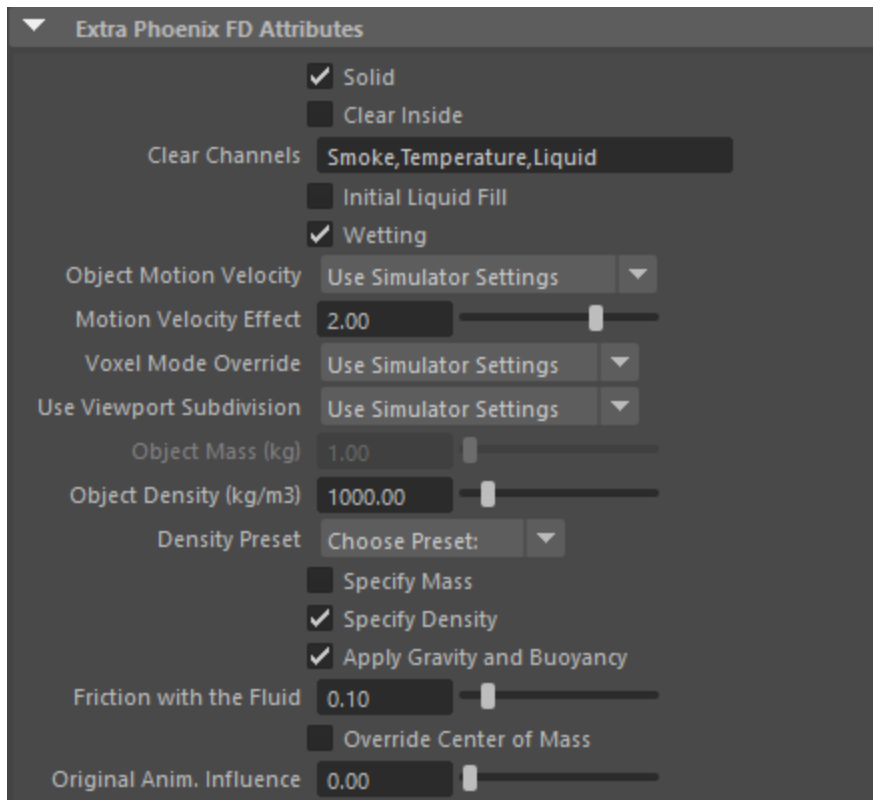 Extra Phoenix FD Attributes
Solid
Clear Inside
Clear Channels Smoke,Temperature,Liquid
Initial Liquid Fill
Wetting
Object Motion Velocity Use Simulator Settings
Motion Velocity Effect 2.00
Voxel Mode Override Use Simulator Settings
Use Viewport Subdivision Use Simulator Settings
Object Mass (kg) 1.00
Object Density (kg/m3) 1000.00
Density Preset Choose Preset:
Specify Mass
Specify Density
Apply Gravity and Buoyancy
Friction with the Fluid 0.10
Override Center of Mass
Original Anim. Influence 0.00